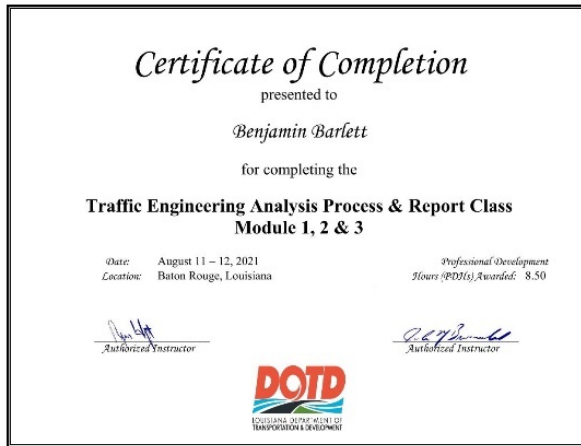 Certificate of Completion
presented to
Benjamin Barlett
for completing the
Traffic Engineering Analysis Process & Report Class
Module 1, 2 & 3
Date: August 11 – 12, 2021
Location: Baton Rouge, Louisiana
Professional Development
Hours (PDHs) Awarded: 8.50
Authorized Instructor
Authorized Instructor
DOTD
LOUISIANA DEPARTMENT OF
TRANSPORTATION & DEVELOPMENT